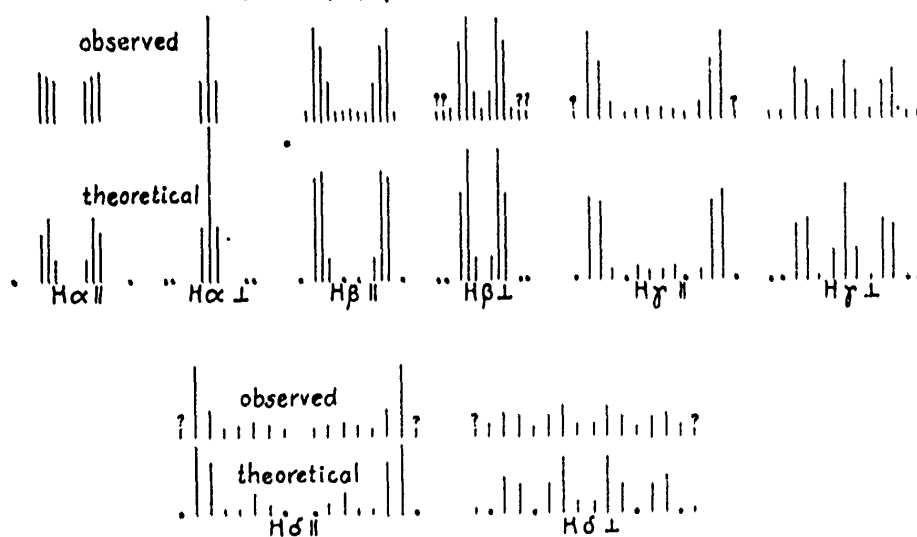 observed
?? ?? ? ?
theoretical
Hα ∥ Hα ⊥ Hβ ∥ Hβ ⊥ Hγ ∥ Hγ ⊥
? observed ? ? ?
theoretical
Hδ ∥ Hδ ⊥